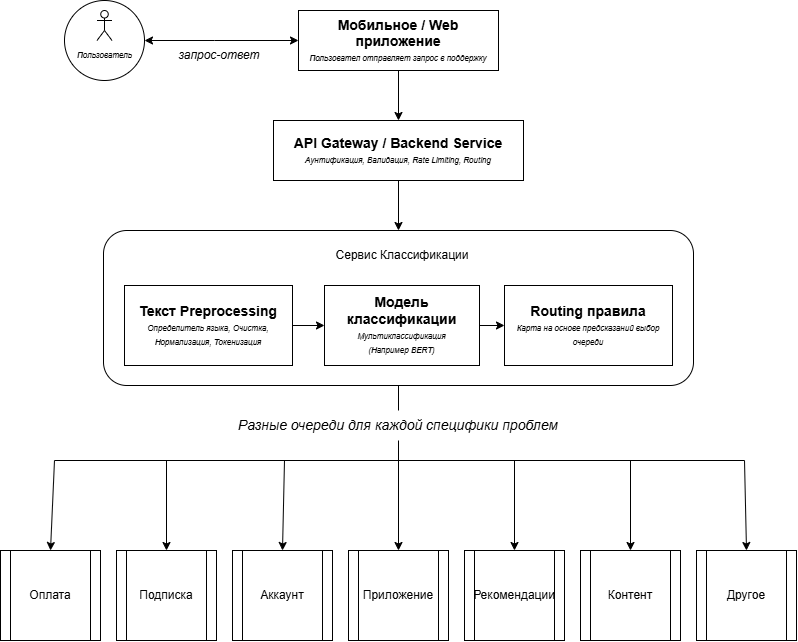 Мобильное / Web
приложение
Пользовател отправляет запрос в поддержку
Пользователь
запрос-ответ
API Gateway / Backend Service
Аунтификация, Валидация, Rate Limiting, Routing
Сервис Классификации
Текст Preprocessing
Определитель языка, Очистка,
Нормализация, Токенизация
Модель
классификации
Мультиклассификация
(Например BERT)
Routing правила
Карта на основе предсказаний выбор
очереди
Разные очереди для каждой специфики проблем
Оплата
Подписка
Аккаунт
Приложение
Рекомендации
Контент
Другое